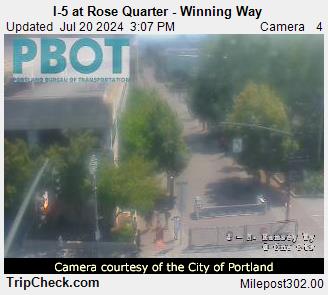 I-5 at Rose Quarter - Winning Way
Updated Jul 20 2024 3:07 PM Camera 4
PBOT
PORTLAND BUREAU OF TRANSPORTATION
Camera courtesy of the City of Portland
TripCheck.com Milepost302.00